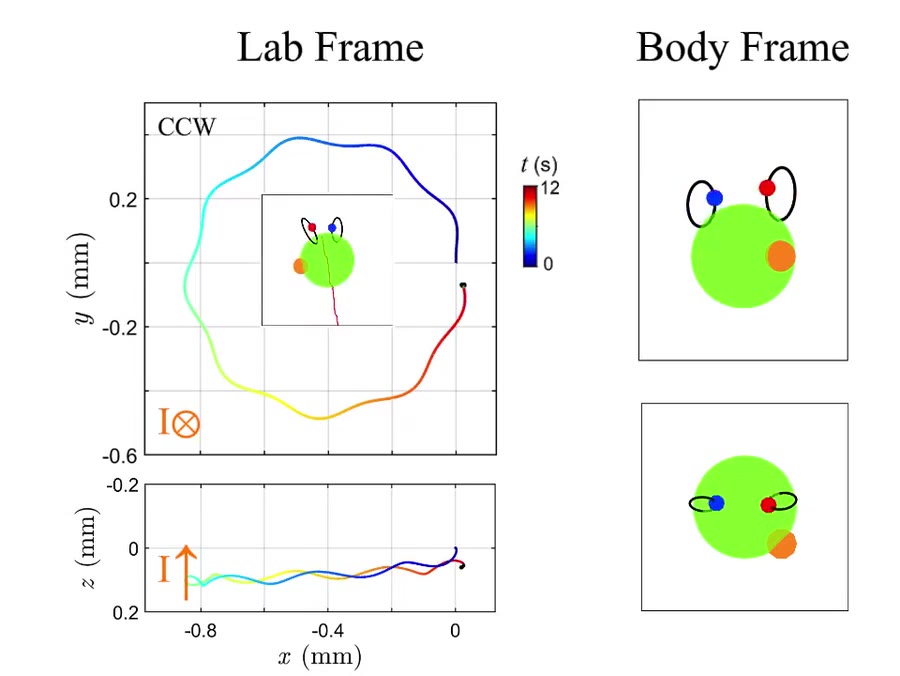 Lab Frame
Body Frame
CCW
t (s)
12
0
0.2
-0.2
-0.6
y (mm)
I
-0.2
0
0.2
z (mm)
I
-0.8
-0.4
0
x (mm)